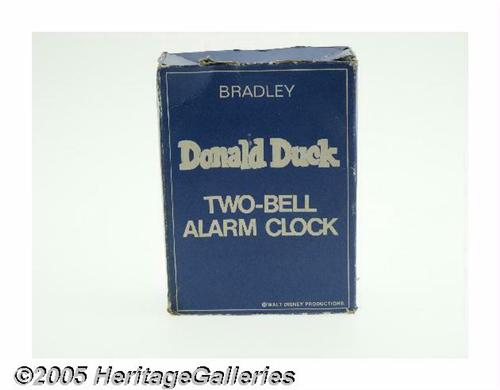 BRADLEY
Donald Duck
TWO-BELL
ALARM CLOCK
© WALT DISNEY PRODUCTIONS
©2005 HeritageGalleries